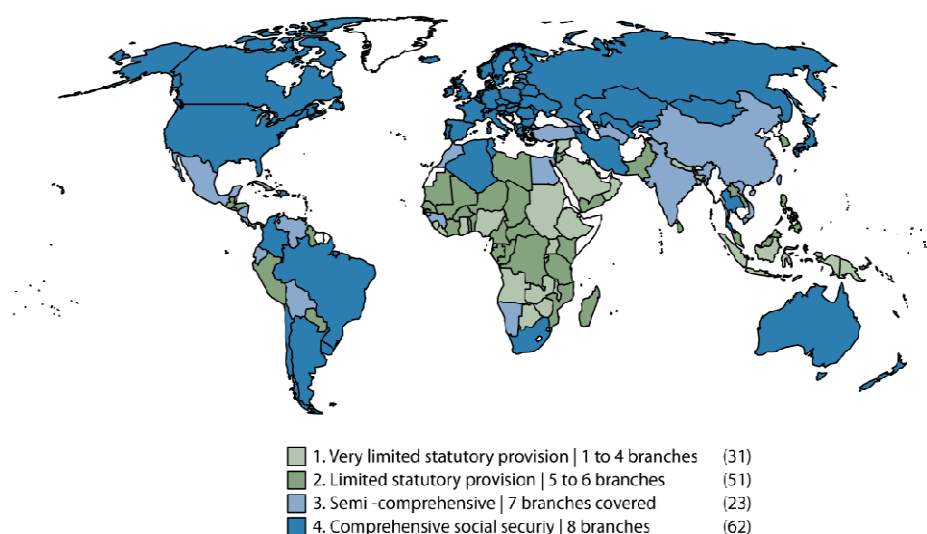 1. Very limited statutory provision | 1 to 4 branches (31)
2. Limited statutory provision | 5 to 6 branches (51)
3. Semi -comprehensive | 7 branches covered (23)
4. Comprehensive social securiy | 8 branches (62)